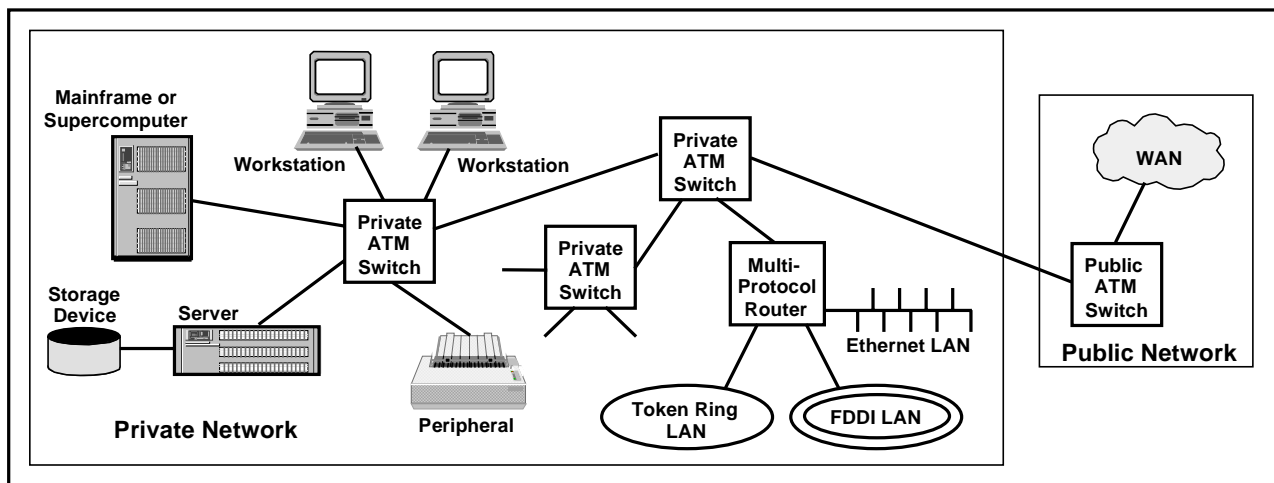 Mainframe or
Supercomputer
Workstation
Workstation
Private
ATM
Switch
Private
ATM
Switch
Private
ATM
Switch
Multi-
Protocol
Router
Ethernet LAN
Storage
Device
Server
Peripheral
Token Ring
LAN
FDDI LAN
Private Network
WAN
Public
ATM
Switch
Public Network